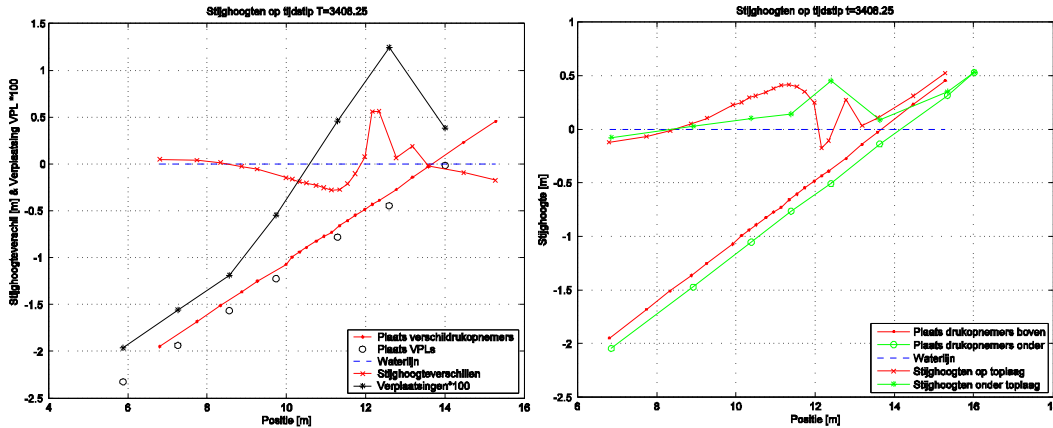 Stijghoogten op tijdstip T=3408.25
Stijghoogteverschil [m] & Verplaatsing VPL *100
1.5
1
0.5
0
-0.5
-1
-1.5
-2
-2.5
4
6
8
10
12
14
16
Positie [m]
Plaats verschildrukopnemers
Plaats VPLs
Waterlijn
Stijghoogteverschillen
Verplaatsingen*100
Stijghoogten op tijdstip t=3408.25
Stijghoogte [m]
1
0.5
0
-0.5
-1
-1.5
-2
-2.5
6
8
10
12
14
16
18
Positie [m]
Plaats drukopnemers boven
Plaats drukopnemers onder
Waterlijn
Stijghoogten op toplaag
Stijghoogten onder toplaag